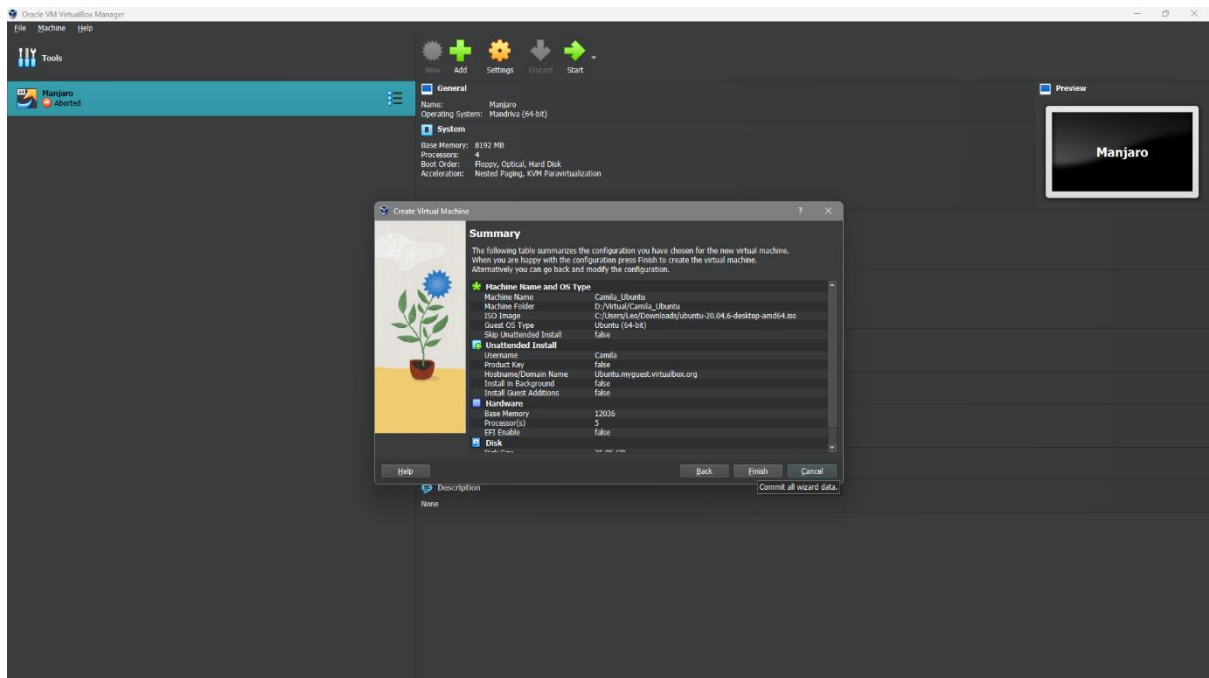 Oracle VM VirtualBox Manager
File Machine Help
Tools
New Add Settings Discard Start
Manjaro
Aborted
General
Name: Manjaro
Operating System: Mandriva (64-bit)
System
Base Memory: 8192 MB
Processors: 4
Boot Order: Floppy, Optical, Hard Disk
Acceleration: Nested Paging, KVM Paravirtualization
Preview
Manjaro
Create Virtual Machine
Summary
The following table summarizes the configuration you have chosen for the new virtual machine.
When you are happy with the configuration press Finish to create the virtual machine.
Alternatively you can go back and modify the configuration.
Machine Name and OS Type
Machine Name Camila_Ubuntu
Machine Folder D:/Virtual/Camila_Ubuntu
ISO Image C:/Users/Leo/Downloads/ubuntu-20.04.6-desktop-amd64.iso
Guest OS Type Ubuntu (64-bit)
Skip Unattended Install false
Unattended Install
Username Camila
Product Key false
Hostname/Domain Name Ubuntu.myguest.virtualbox.org
Install in Background false
Install Guest Additions false
Hardware
Base Memory 12036
Processor(s) 5
EFI Enable false
Disk
Disk Size
Help Back Finish Cancel
Commit all wizard data.
Description
None